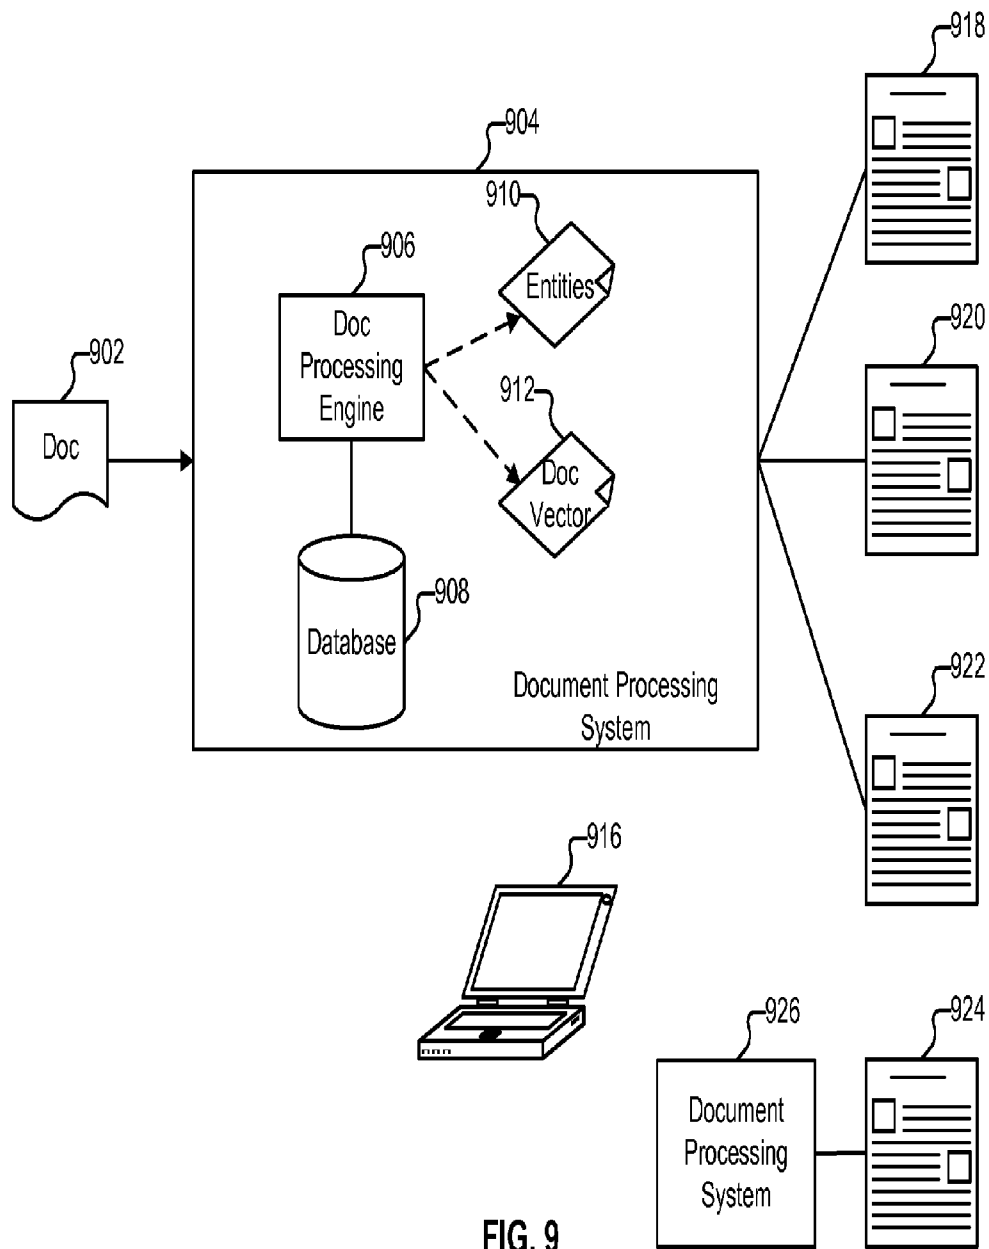 918
904
910
906
Entities
Doc
Processing
Engine
920
902
Doc
912
Doc
Vector
908
Database
Document Processing
System
922
916
926
924
Document
Processing
System
FIG. 9